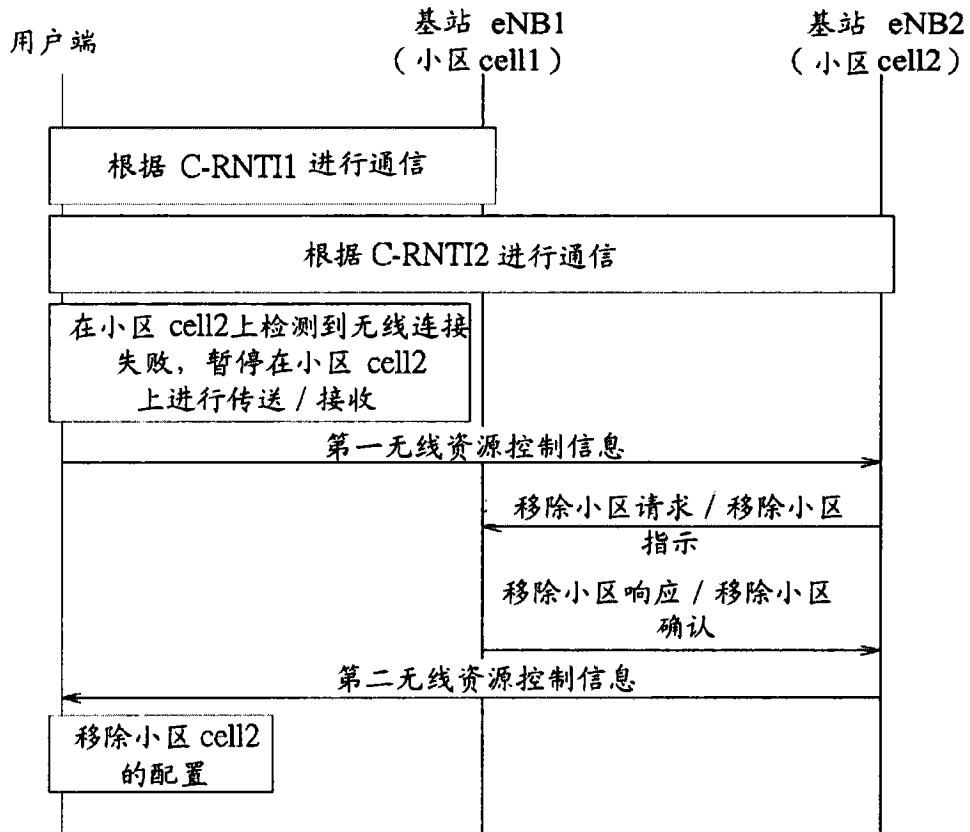 用户端
基站 eNB1
（小区 cell1）
基站 eNB2
（小区 cell2）
根据 C-RNTI1 进行通信
根据 C-RNTI2 进行通信
在小区 cell2上检测到无线连接
失败，暂停在小区 cell2
上进行传送 / 接收
第一无线资源控制信息
移除小区请求 / 移除小区
指示
移除小区响应 / 移除小区
确认
第二无线资源控制信息
移除小区 cell2
的配置